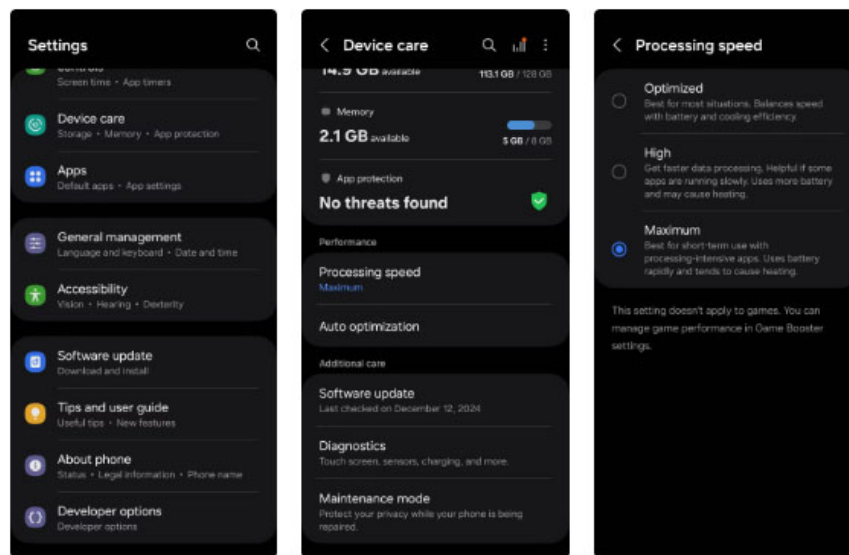 Settings
Controls
Screen time • App timers
Device care
Storage • Memory • App protection
Apps
Default apps • App settings
General management
Language and keyboard • Date and time
Accessibility
Vision • Hearing • Dexterity
Software update
Download and install
Tips and user guide
Useful tips • New features
About phone
Status • Legal information • Phone name
Developer options
Developer options
Device care
14.9 GB available
113.1 GB / 128 GB
Memory
2.1 GB available
5 GB / 8 GB
App protection
No threats found
Performance
Processing speed
Maximum
Auto optimization
Additional care
Software update
Last checked on December 12, 2024
Diagnostics
Touch screen, sensors, charging, and more.
Maintenance mode
Protect your privacy while your phone is being
repaired.
Processing speed
Optimized
Best for most situations. Balances speed
with battery and cooling efficiency.
High
Get faster data processing. Helpful if some
apps are running slowly. Uses more battery
and may cause heating.
Maximum
Best for short-term use with
processing-intensive apps. Uses battery
rapidly and tends to cause heating.
This setting doesn't apply to games. You can
manage game performance in Game Booster
settings.